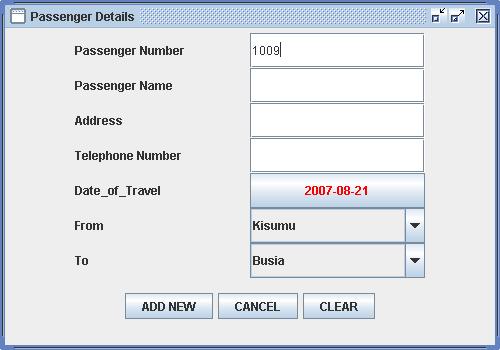 Passenger Details
Passenger Number 1009
Passenger Name
Address
Telephone Number
Date_of_Travel 2007-08-21
From Kisumu
To Busia
ADD NEW CANCEL CLEAR